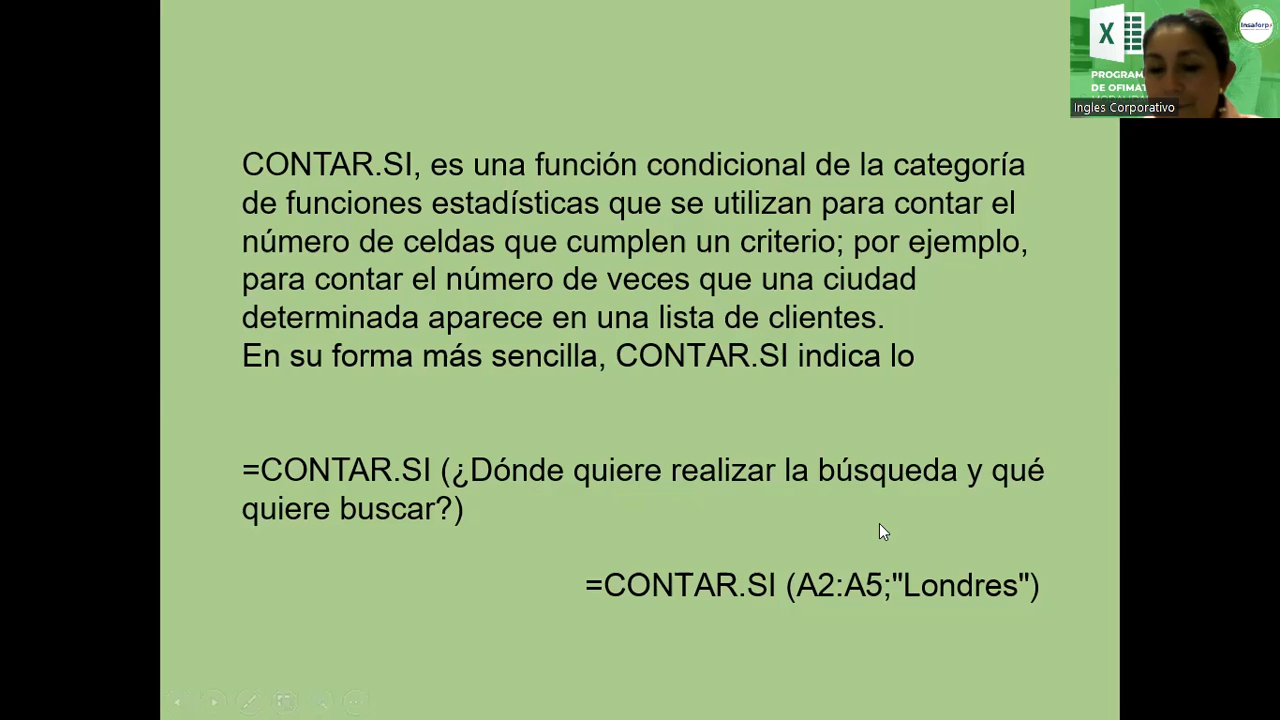 CONTAR.SI, es una función condicional de la categoría
de funciones estadísticas que se utilizan para contar el
número de celdas que cumplen un criterio; por ejemplo,
para contar el número de veces que una ciudad
determinada aparece en una lista de clientes.
En su forma más sencilla, CONTAR.SI indica lo
=CONTAR.SI (¿Dónde quiere realizar la búsqueda y qué
quiere buscar?)
=CONTAR.SI (A2:A5;"Londres")
X
Insaforp
PROGRAM
DE OFIMAT
Ingles Corporativo